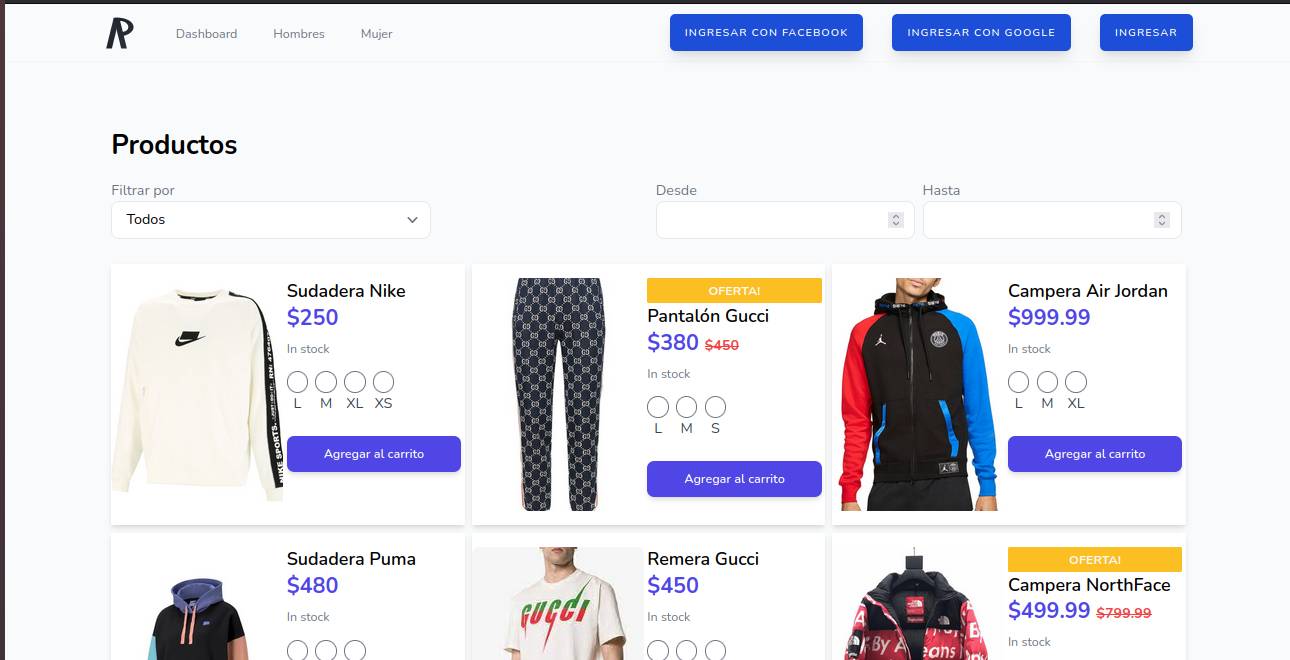 Dashboard Hombres Mujer INGRESAR CON FACEBOOK INGRESAR CON GOOGLE INGRESAR
Productos
Filtrar por Desde Hasta
Todos
Sudadera Nike
$250
In stock
L M XL XS
Agregar al carrito
NIKE SPORTS.
OFERTA!
Pantalón Gucci
$380 $450
In stock
L M S
Agregar al carrito
Campera Air Jordan
$999.99
In stock
L M XL
Agregar al carrito
Sudadera Puma
$480
In stock
Remera Gucci
$450
In stock
GUCCI
OFERTA!
Campera NorthFace
$499.99 $799.99
In stock